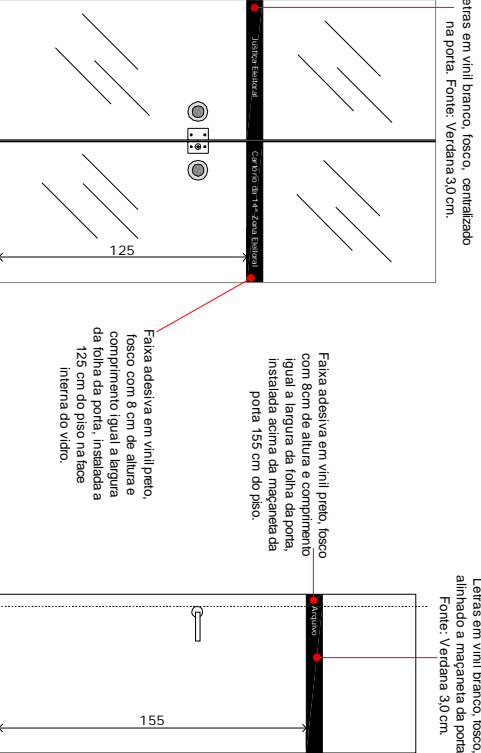 Letras em vinil branco, fosco, centralizado
na porta. Fonte: Verdana 3,0 cm.
Justiça Eleitoral
Cartório da 14ª Zona Eleitoral
125
Faixa adesiva em vinil preto,
fosco com 8 cm de altura e
comprimento igual a largura
da folha da porta, instalada a
125 cm do piso na face
interna do vidro.
Letras em vinil branco, fosco,
alinhado a maçaneta da porta
Fonte: Verdana 3,0 cm.
Faixa adesiva em vinil preto, fosco
com 8cm de altura e comprimento
igual a largura da folha da porta,
instalada acima da maçaneta da
porta 155 cm do piso.
Arquivo
155